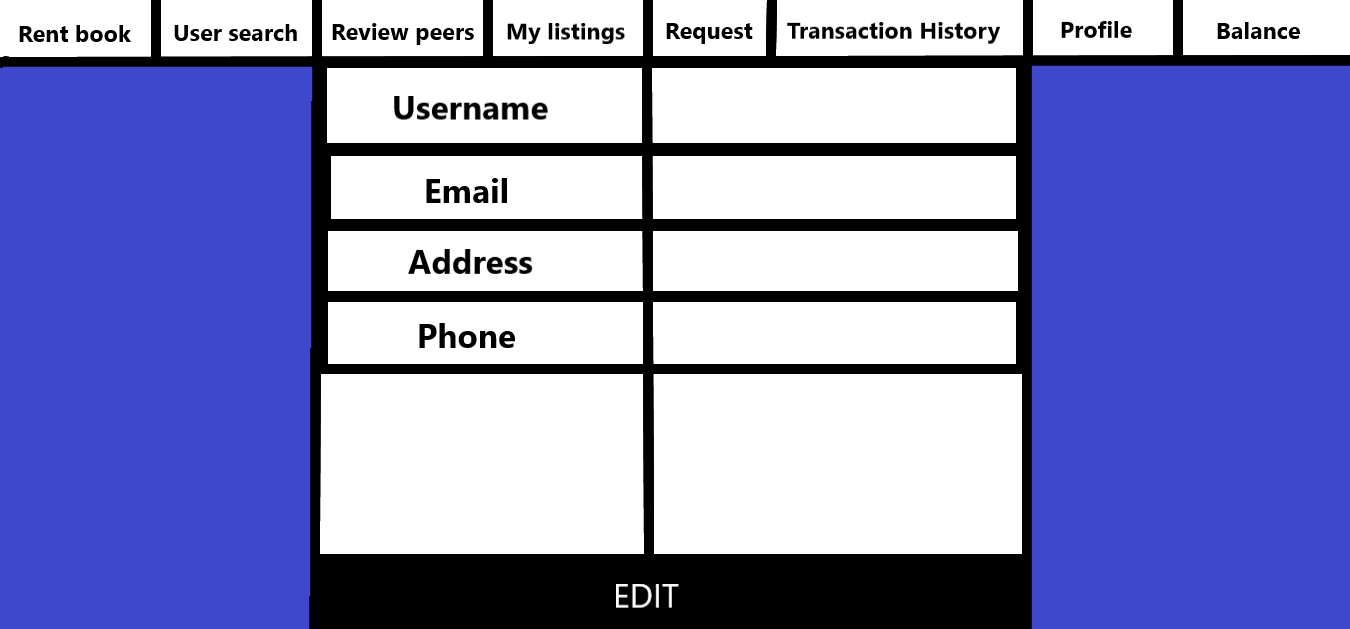 Rent book User search Review peers My listings Request Transaction History Profile Balance
Username
Email
Address
Phone
EDIT